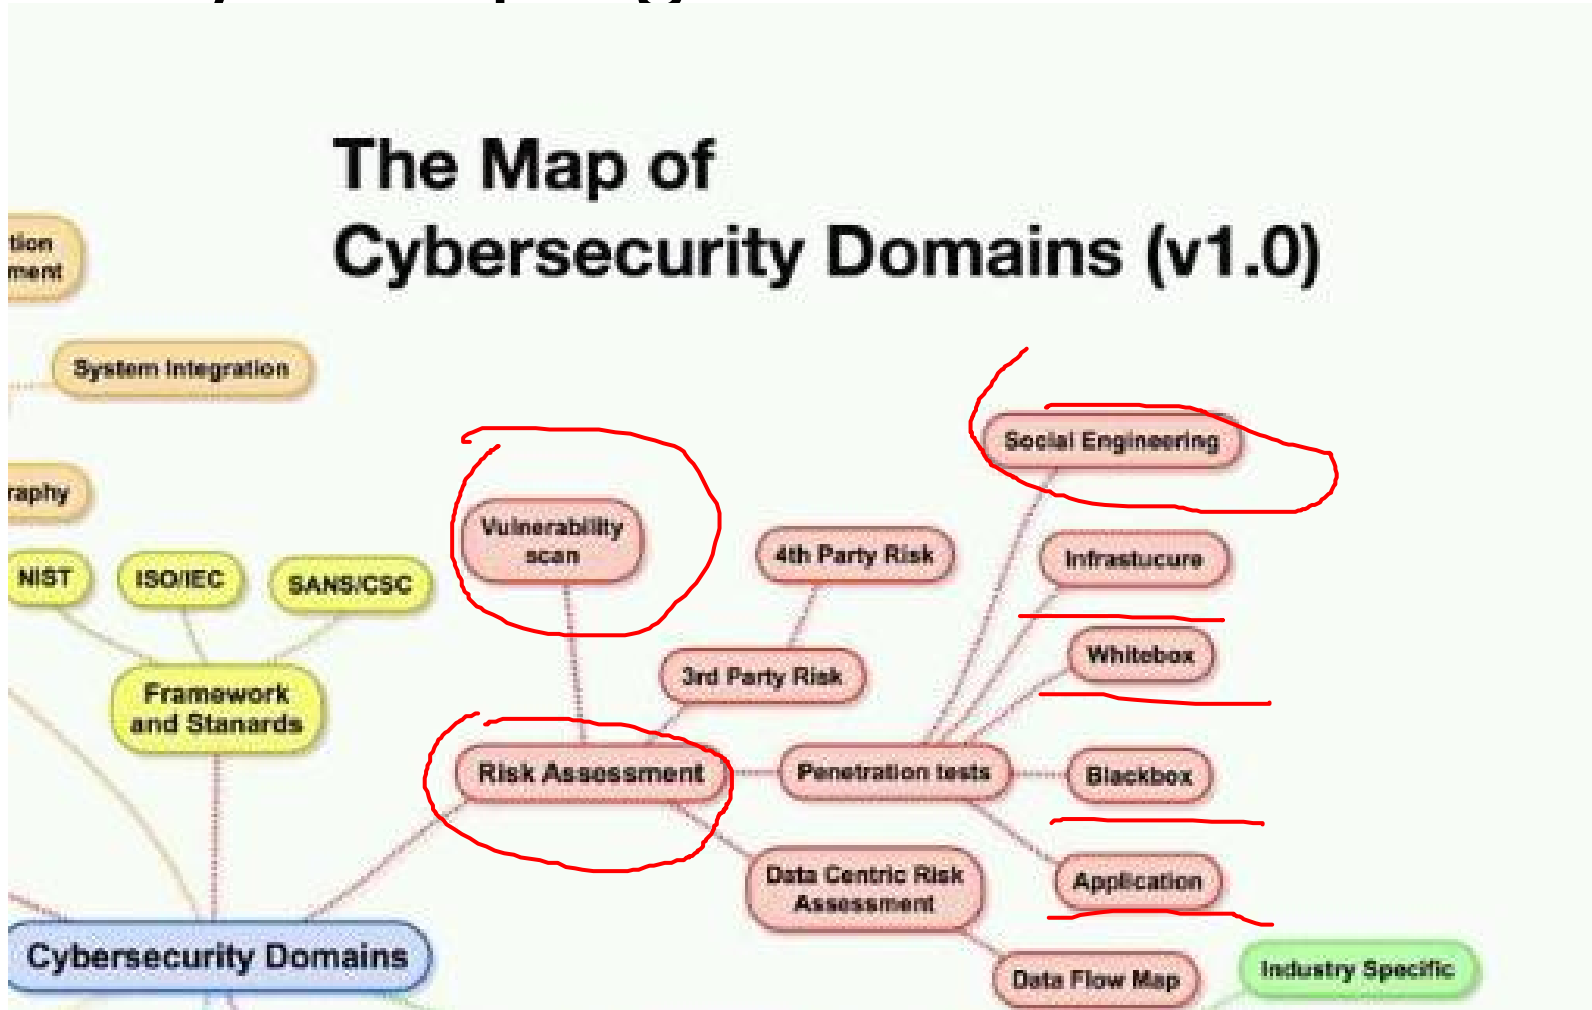 The Map of
Cybersecurity Domains (v1.0)
tion
ment
System Integration
Social Engineering
raphy
Vulnerability
scan
4th Party Risk
Infrastucure
NIST
ISO/IEC
SANS/CSC
Whitebox
3rd Party Risk
Framework
and Stanards
Risk Assessment
Penetration tests
Blackbox
Data Centric Risk
Assessment
Application
Cybersecurity Domains
Data Flow Map
Industry Specific